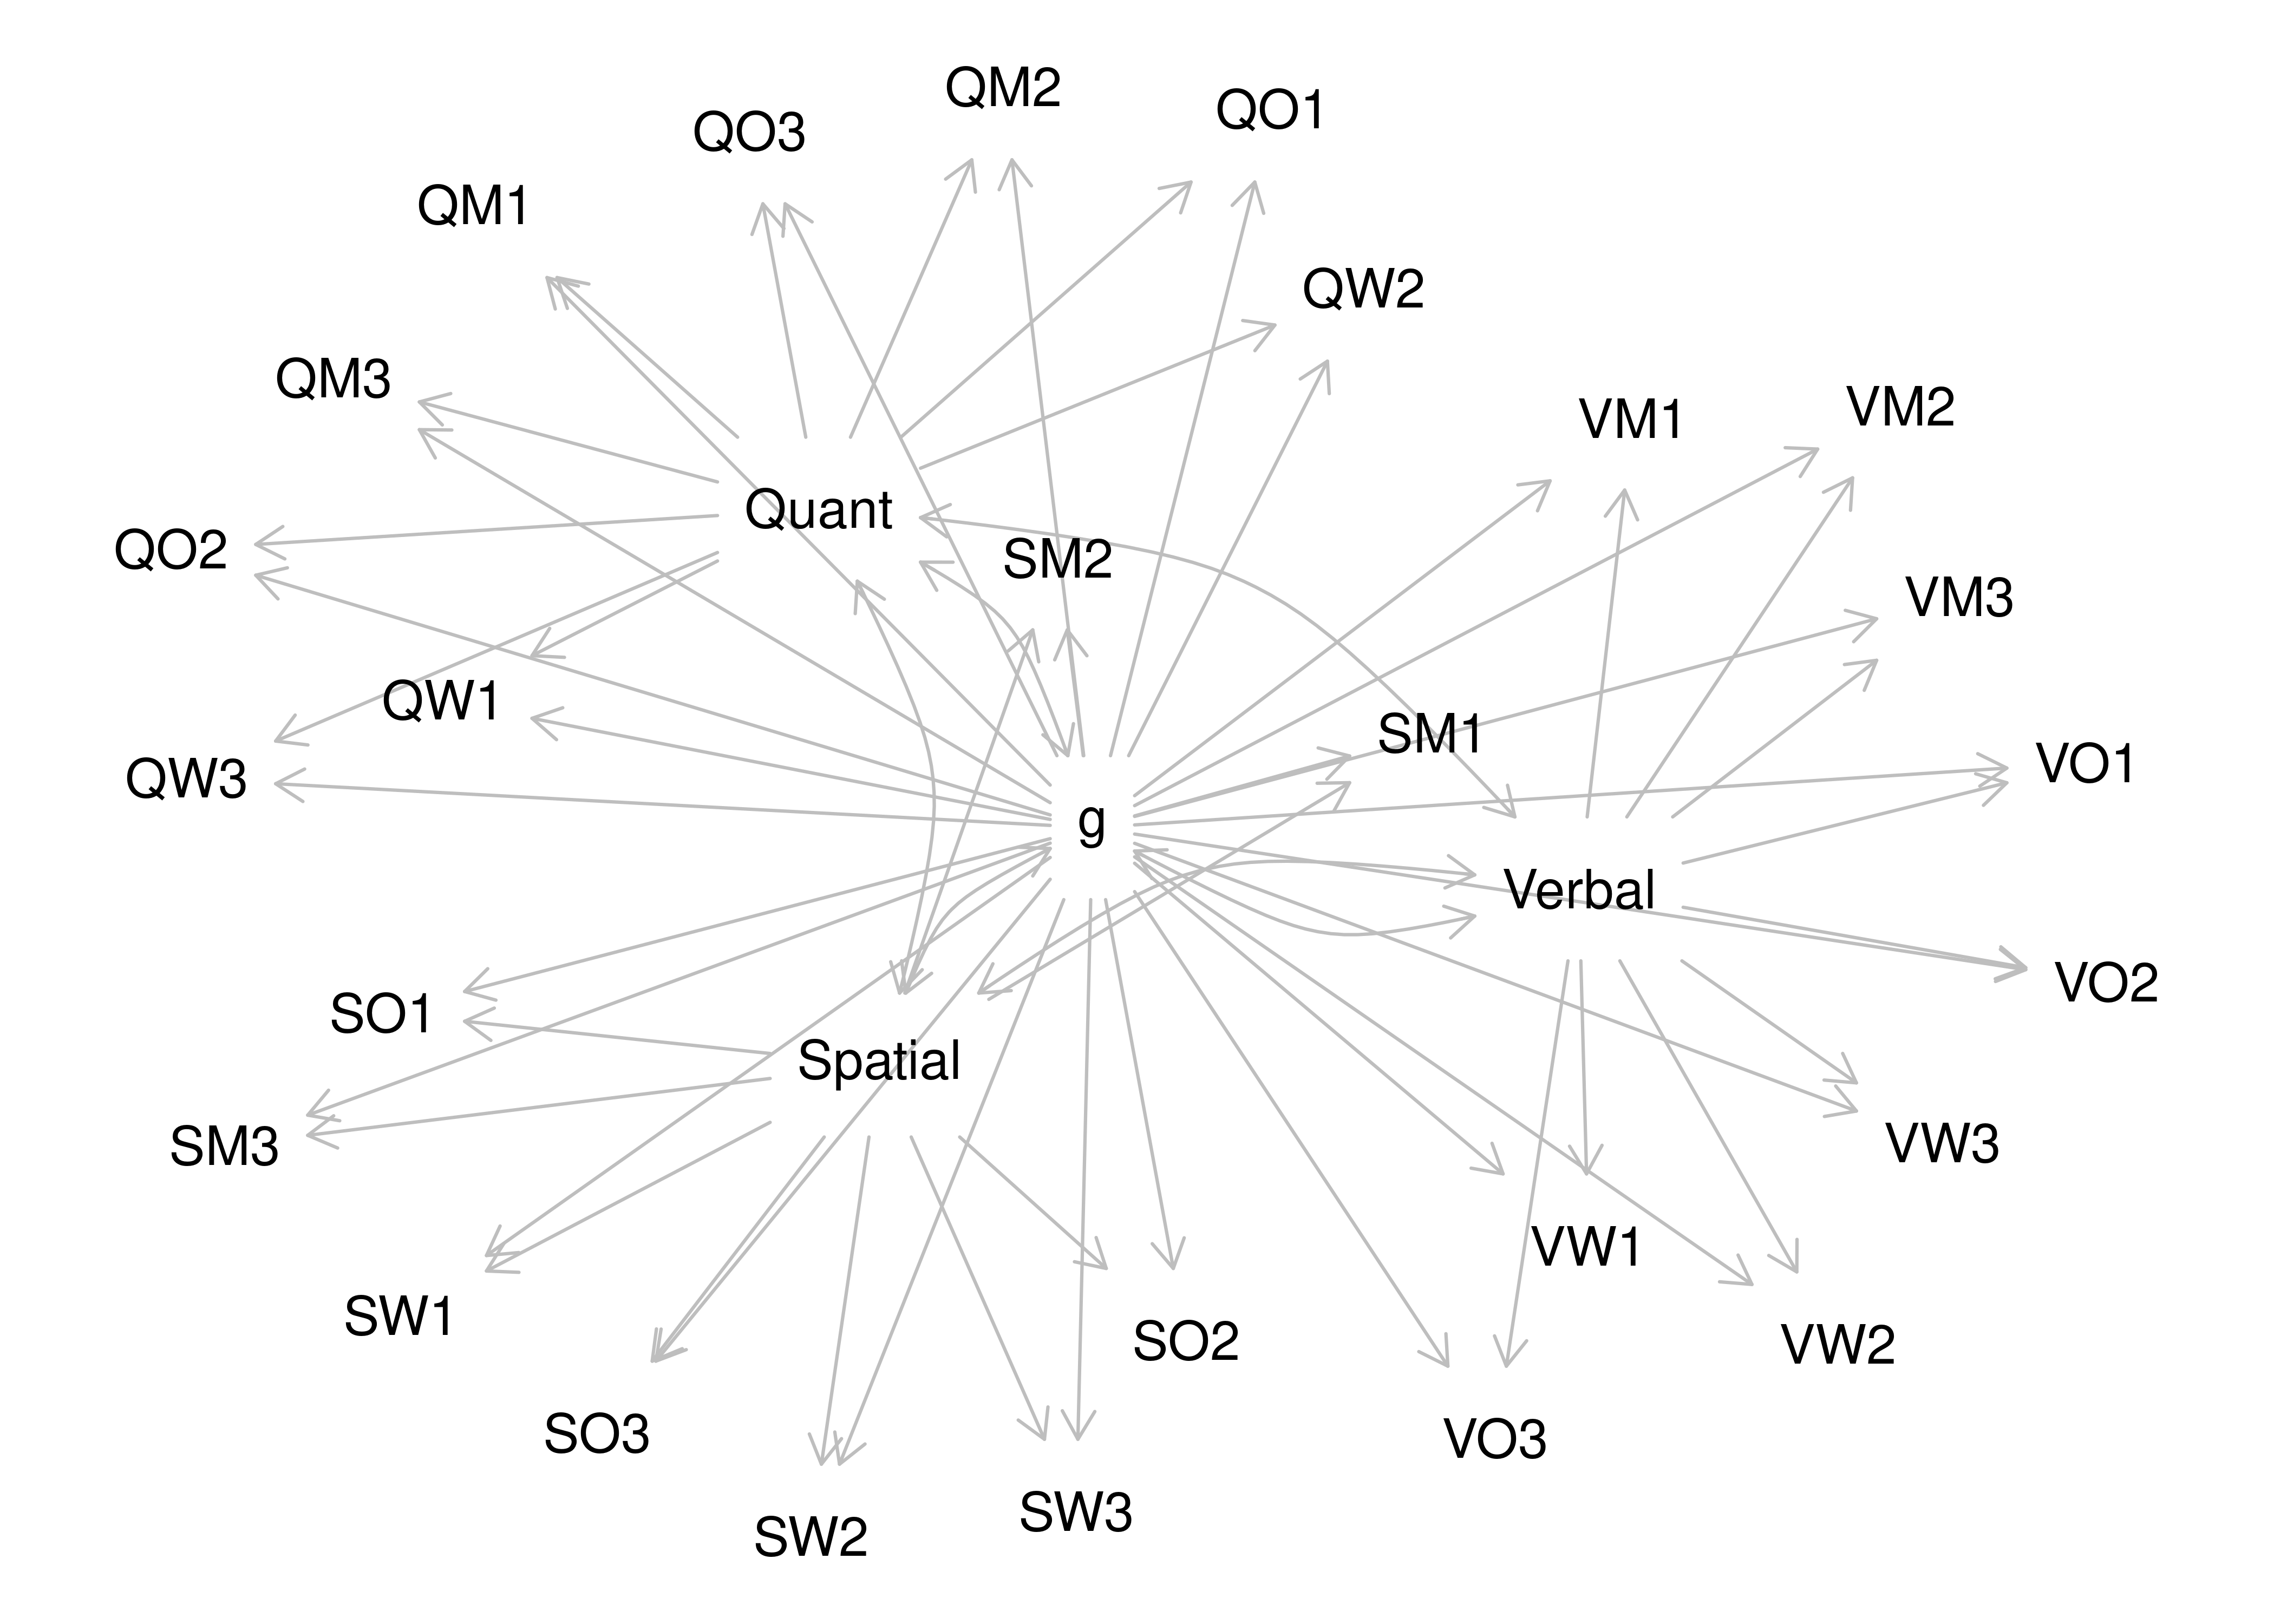 QM2
QO1
QO3
QM1
QW2
QM3
VM1
VM2
Quant
QO2
SM2
VM3
QW1
SM1
QW3
VO1
g
Verbal
VO2
SO1
Spatial
SM3
VW3
VW1
SW1
SO2
VW2
SO3
VO3
SW3
SW2